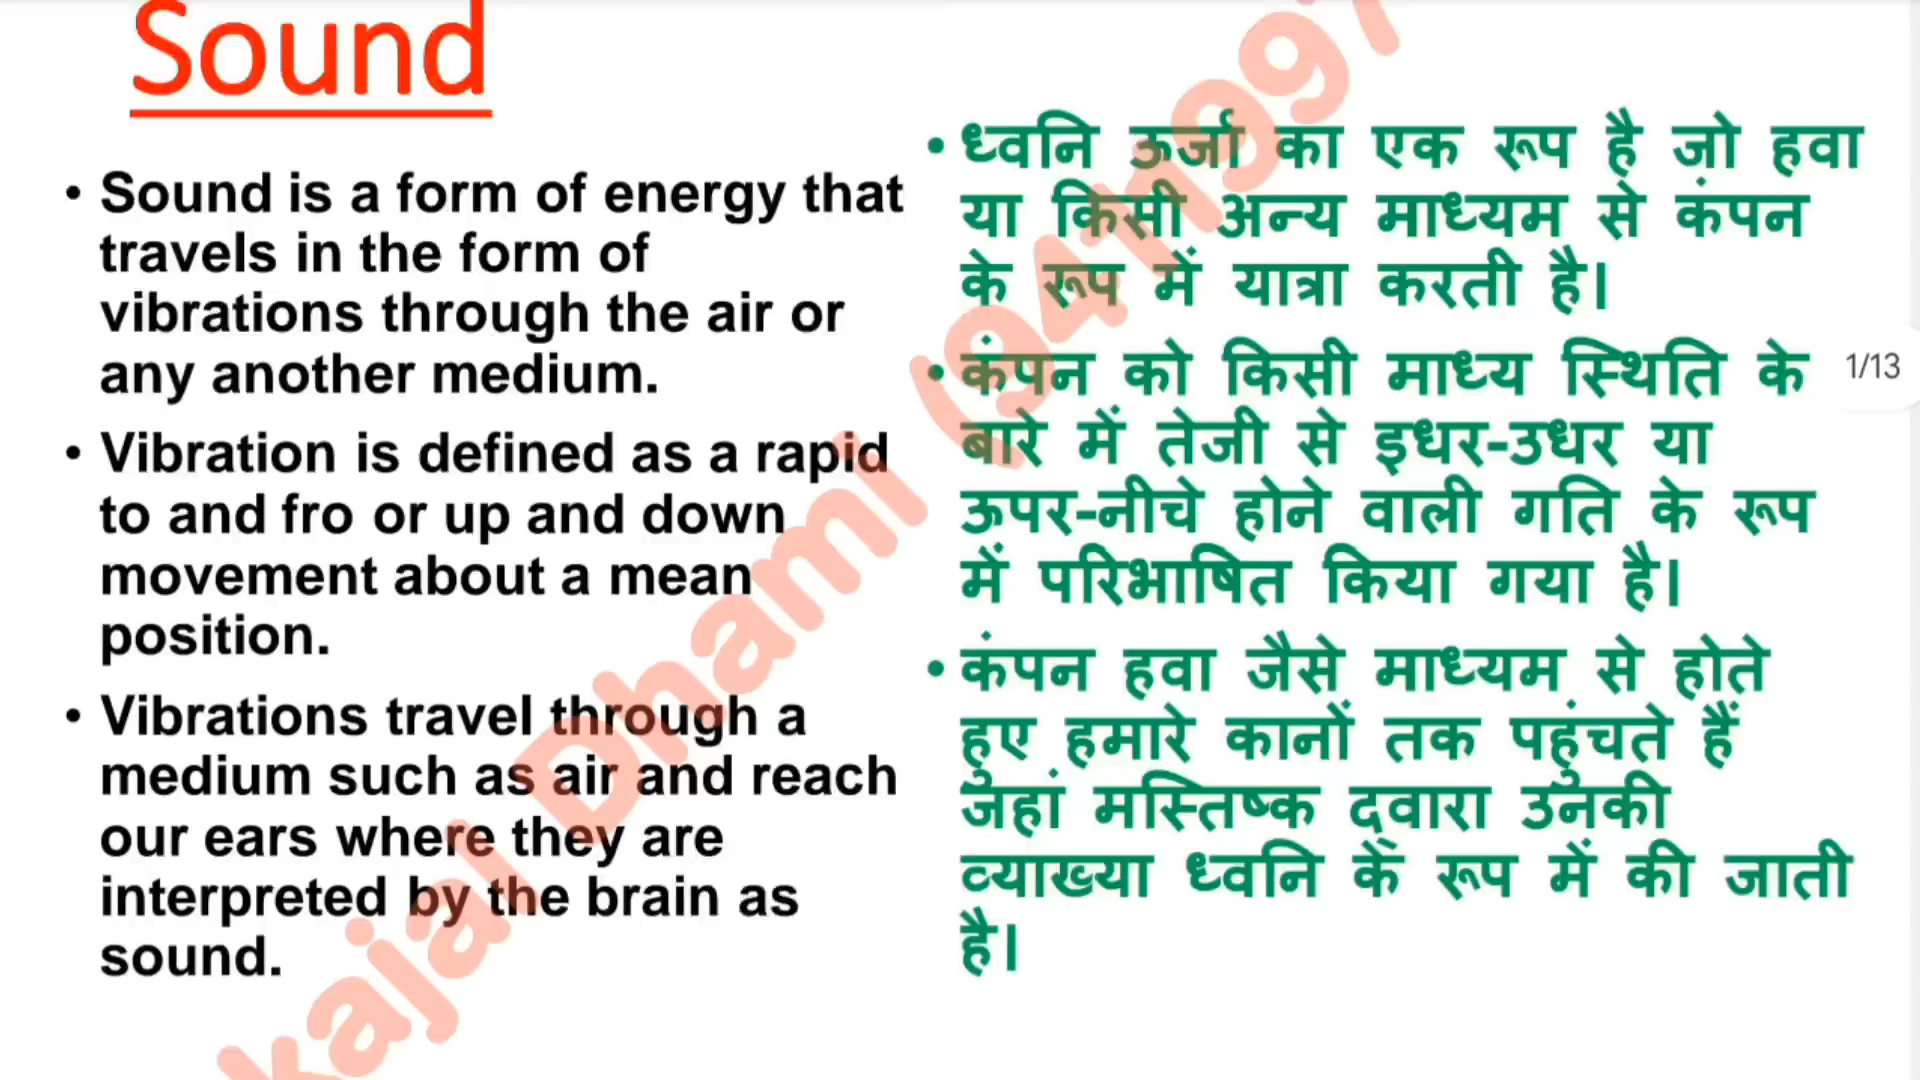 Sound
• Sound is a form of energy that
travels in the form of
vibrations through the air or
any another medium.
• Vibration is defined as a rapid
to and fro or up and down
movement about a mean
position.
• Vibrations travel through a
medium such as air and reach
our ears where they are
interpreted by the brain as
sound.
• ध्वनि ऊर्जा का एक रूप है जो हवा
या किसी अन्य माध्यम से कंपन
के रूप में यात्रा करती है।
• कंपन को किसी माध्य स्थिति के
बारे में तेजी से इधर-उधर या
ऊपर-नीचे होने वाली गति के रूप
में परिभाषित किया गया है।
• कंपन हवा जैसे माध्यम से होते
हुए हमारे कानों तक पहुंचते हैं
जहां मस्तिष्क द्वारा उनकी
व्याख्या ध्वनि के रूप में की जाती
है।
1/13
kajal Dhami (9411997